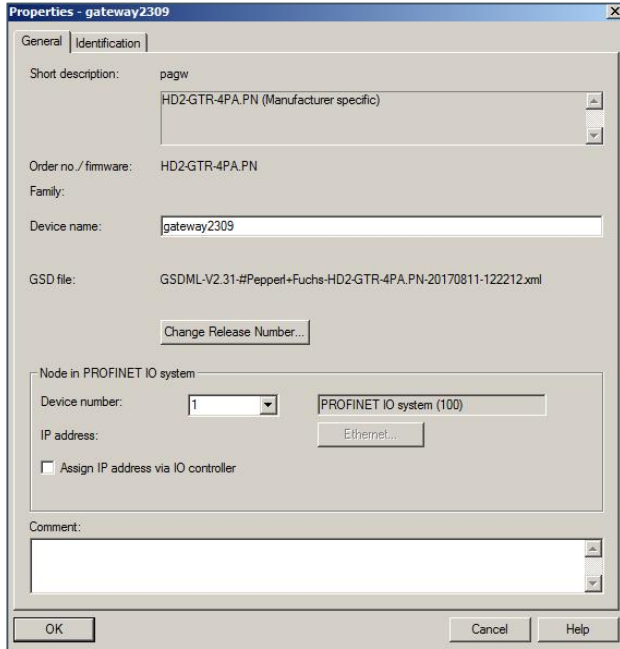 Properties - gateway2309
General Identification
Short description: pagw
HD2-GTR-4PA.PN (Manufacturer specific)
Order no./ firmware: HD2-GTR-4PA.PN
Family:
Device name: gateway2309
GSD file: GSDML-V2.31-#Pepperl+Fuchs-HD2-GTR-4PA.PN-20170811-122212.xml
Change Release Number...
Node in PROFINET IO system
Device number: 1 PROFINET IO system (100)
IP address: Ethernet...
Assign IP address via IO controller
Comment:
OK Cancel Help